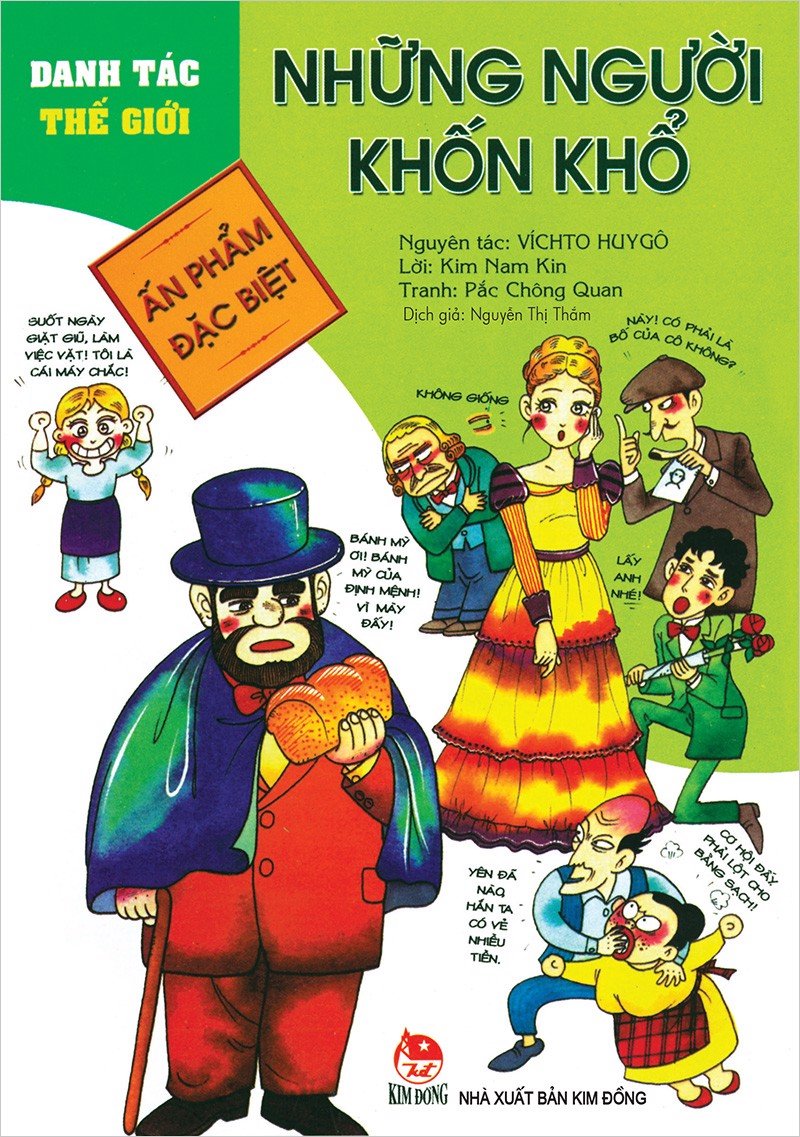 DANH TÁC
THẾ GIỚI
NHỮNG NGƯỜI
KHỐN KHỔ
Nguyên tác: VÍCHTO HUYGÔ
Lời: Kim Nam Kin
Tranh: Pắc Chông Quan
Dịch giả: Nguyễn Thị Thắm
ẤN PHẨM
ĐẶC BIỆT
SUỐT NGÀY
GIẶT GIŨ, LÀM
VIỆC VẶT! TÔI LÀ
CÁI MÁY CHẮC!
NÀY! CÓ PHẢI LÀ
BỐ CỦA CÔ KHÔNG?
KHÔNG GIỐNG
BÁNH MỲ
ƠI! BÁNH
MỲ CỦA
ĐỊNH MỆNH!
VÌ MÀY
ĐẤY!
LẤY
ANH
NHÉ!
YÊN ĐÃ
NÀO,
HẮN TA
CÓ VẺ
NHIỀU
TIỀN.
CƠ HỘI ĐẤY,
PHẢI LỘT CHO
BẰNG SẠCH!
Kđ
KIM ĐỒNG
NHÀ XUẤT BẢN KIM ĐỒNG